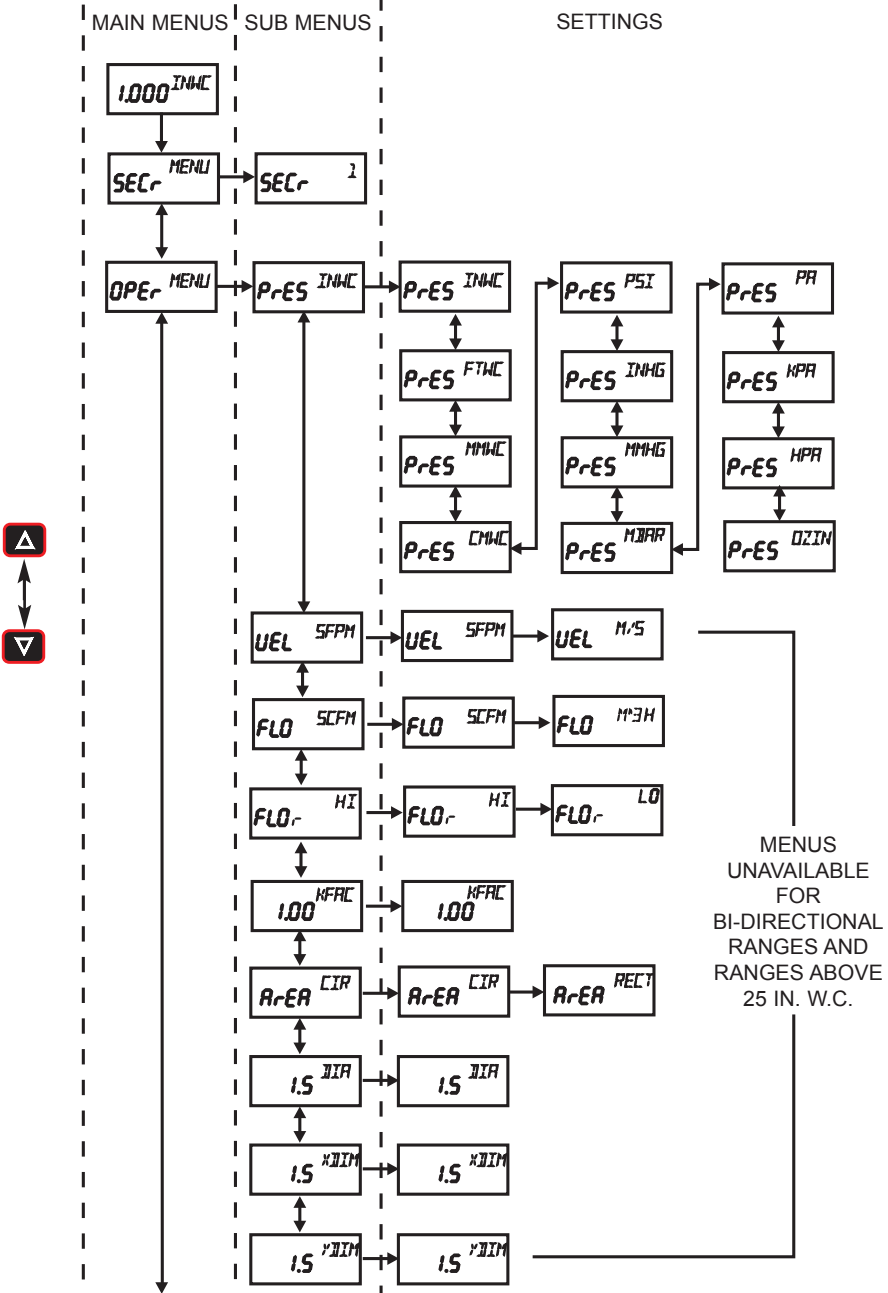 MAIN MENUS SUB MENUS SETTINGS
1.000 INWC
SECr MENU
SECr 1
OPEr MENU
PrES INWC
PrES INWC
PrES PSI
PrES PA
PrES FTWC
PrES INHG
PrES KPA
PrES MMWC
PrES MMHG
PrES HPA
PrES CMWC
PrES MBAR
PrES OZIN
VEL SFPM
VEL SFPM
VEL M/S
FLO SCFM
FLO SCFM
FLO M^3H
FLOr HI
FLOr HI
FLOr LO
1.00 KFAC
1.00 KFAC
ArEA CIR
ArEA CIR
ArEA RECT
1.5 DIA
1.5 DIA
1.5 XDIM
1.5 XDIM
1.5 YDIM
1.5 YDIM
MENUS
UNAVAILABLE
FOR
BI-DIRECTIONAL
RANGES AND
RANGES ABOVE
25 IN. W.C.